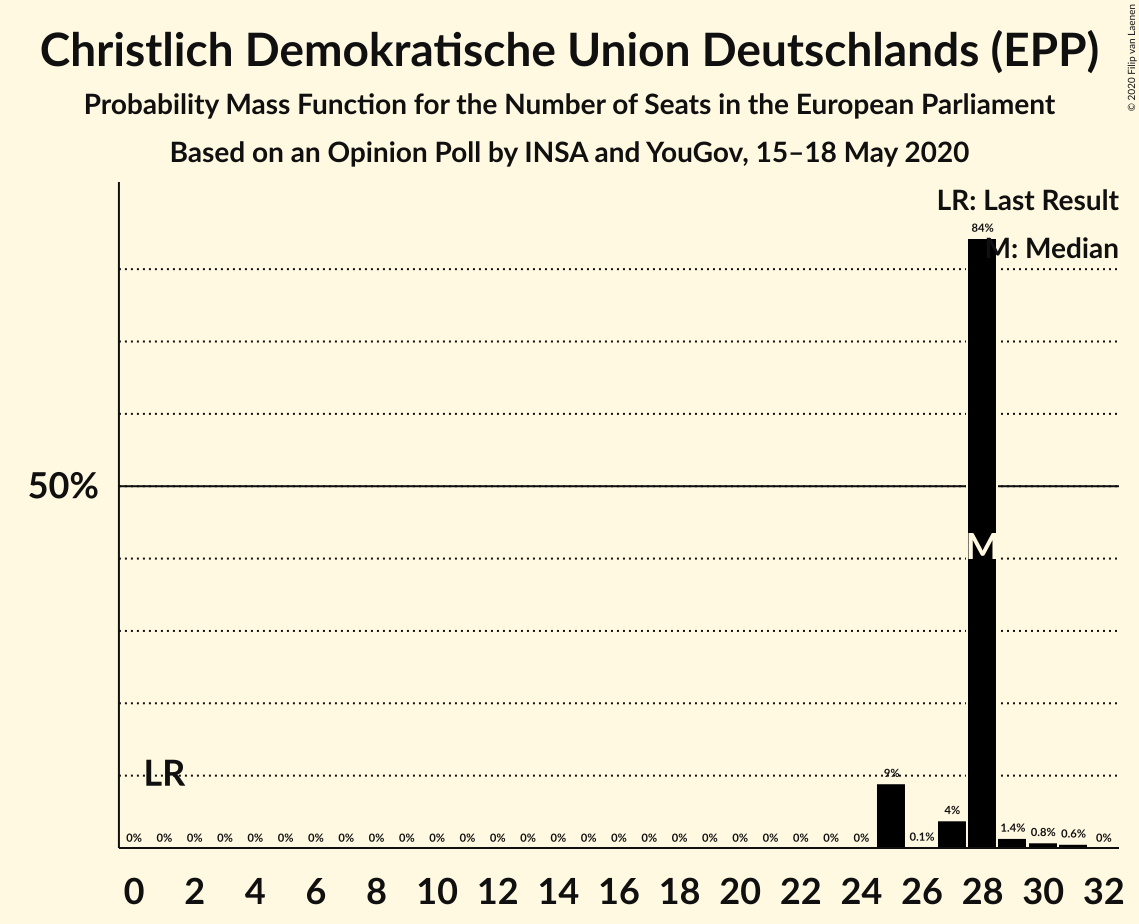 Christlich Demokratische Union Deutschlands (EPP)
Probability Mass Function for the Number of Seats in the European Parliament
Based on an Opinion Poll by INSA and YouGov, 15–18 May 2020
© 2020 Filip van Laenen
LR: Last Result
84%
M: Median
50%
M
LR
9%
4%
0% 0% 0% 0% 0% 0% 0% 0% 0% 0% 0% 0% 0% 0% 0% 0% 0% 0% 0% 0% 0% 0% 0% 0% 0% 0.1% 1.4% 0.8% 0.6% 0%
0 2 4 6 8 10 12 14 16 18 20 22 24 26 28 30 32